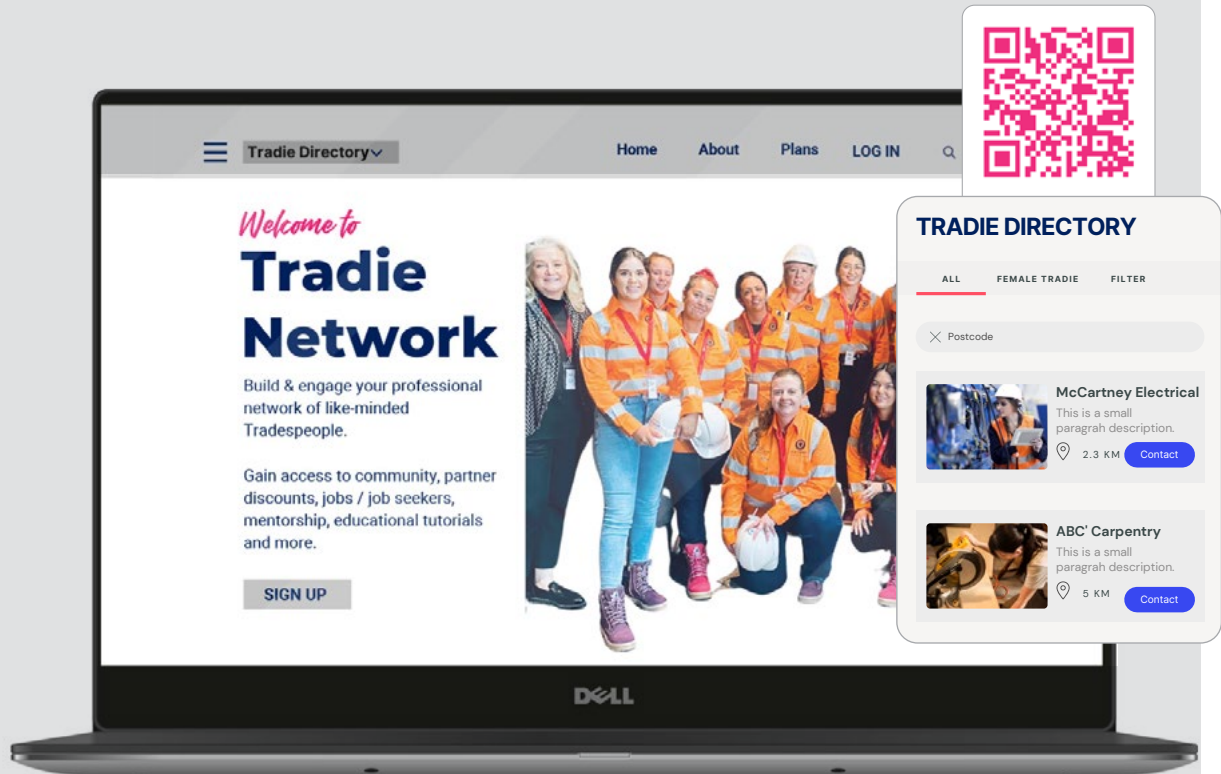 Tradie Directory
Home About Plans LOG IN
Welcome to
Tradie
Network
Build & engage your professional
network of like-minded
Tradespeople.
Gain access to community, partner
discounts, jobs / job seekers,
mentorship, educational tutorials
and more.
SIGN UP
DELL
TRADIE DIRECTORY
ALL FEMALE TRADIE FILTER
Postcode
McCartney Electrical
This is a small
paragrah description.
2.3 KM Contact
ABC' Carpentry
This is a small
paragrah description.
5 KM Contact